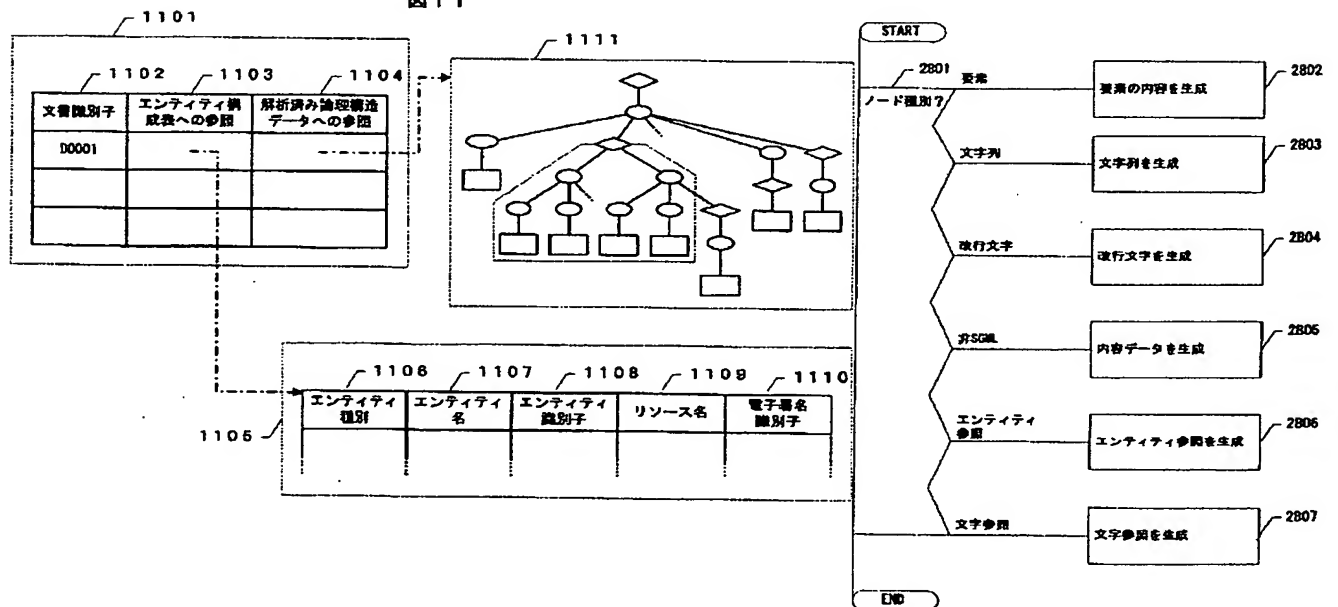 図11
1101
1102
1103
1104
文書識別子
エンティティ構
成表への参照
解析済み論理構造
データへの参照
D0001
1111
1105
1106
1107
1108
1109
1110
エンティティ
種別
エンティティ
名
エンティティ
識別子
リソース名
電子署名
識別子
START
2801
ノード種別?
要素
要素の内容を生成
2802
文字列
文字列を生成
2803
改行文字
改行文字を生成
2804
非SGML
内容データを生成
2805
エンティティ
参照
エンティティ参照を生成
2806
文字参照
文字参照を生成
2807
END